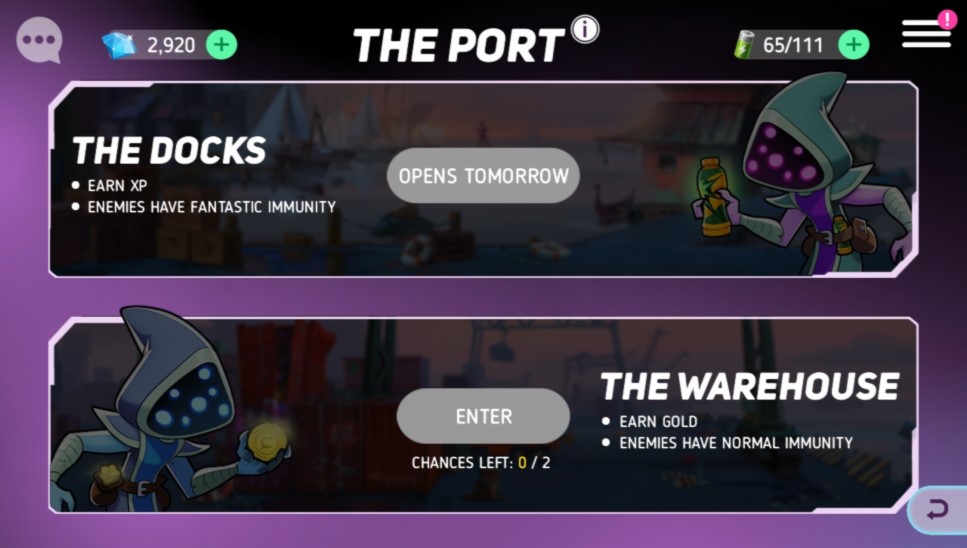 2,920
THE PORT
i
65/111
!
THE DOCKS
EARN XP
ENEMIES HAVE FANTASTIC IMMUNITY
OPENS TOMORROW
THE WAREHOUSE
EARN GOLD
ENEMIES HAVE NORMAL IMMUNITY
ENTER
CHANCES LEFT: 0 / 2